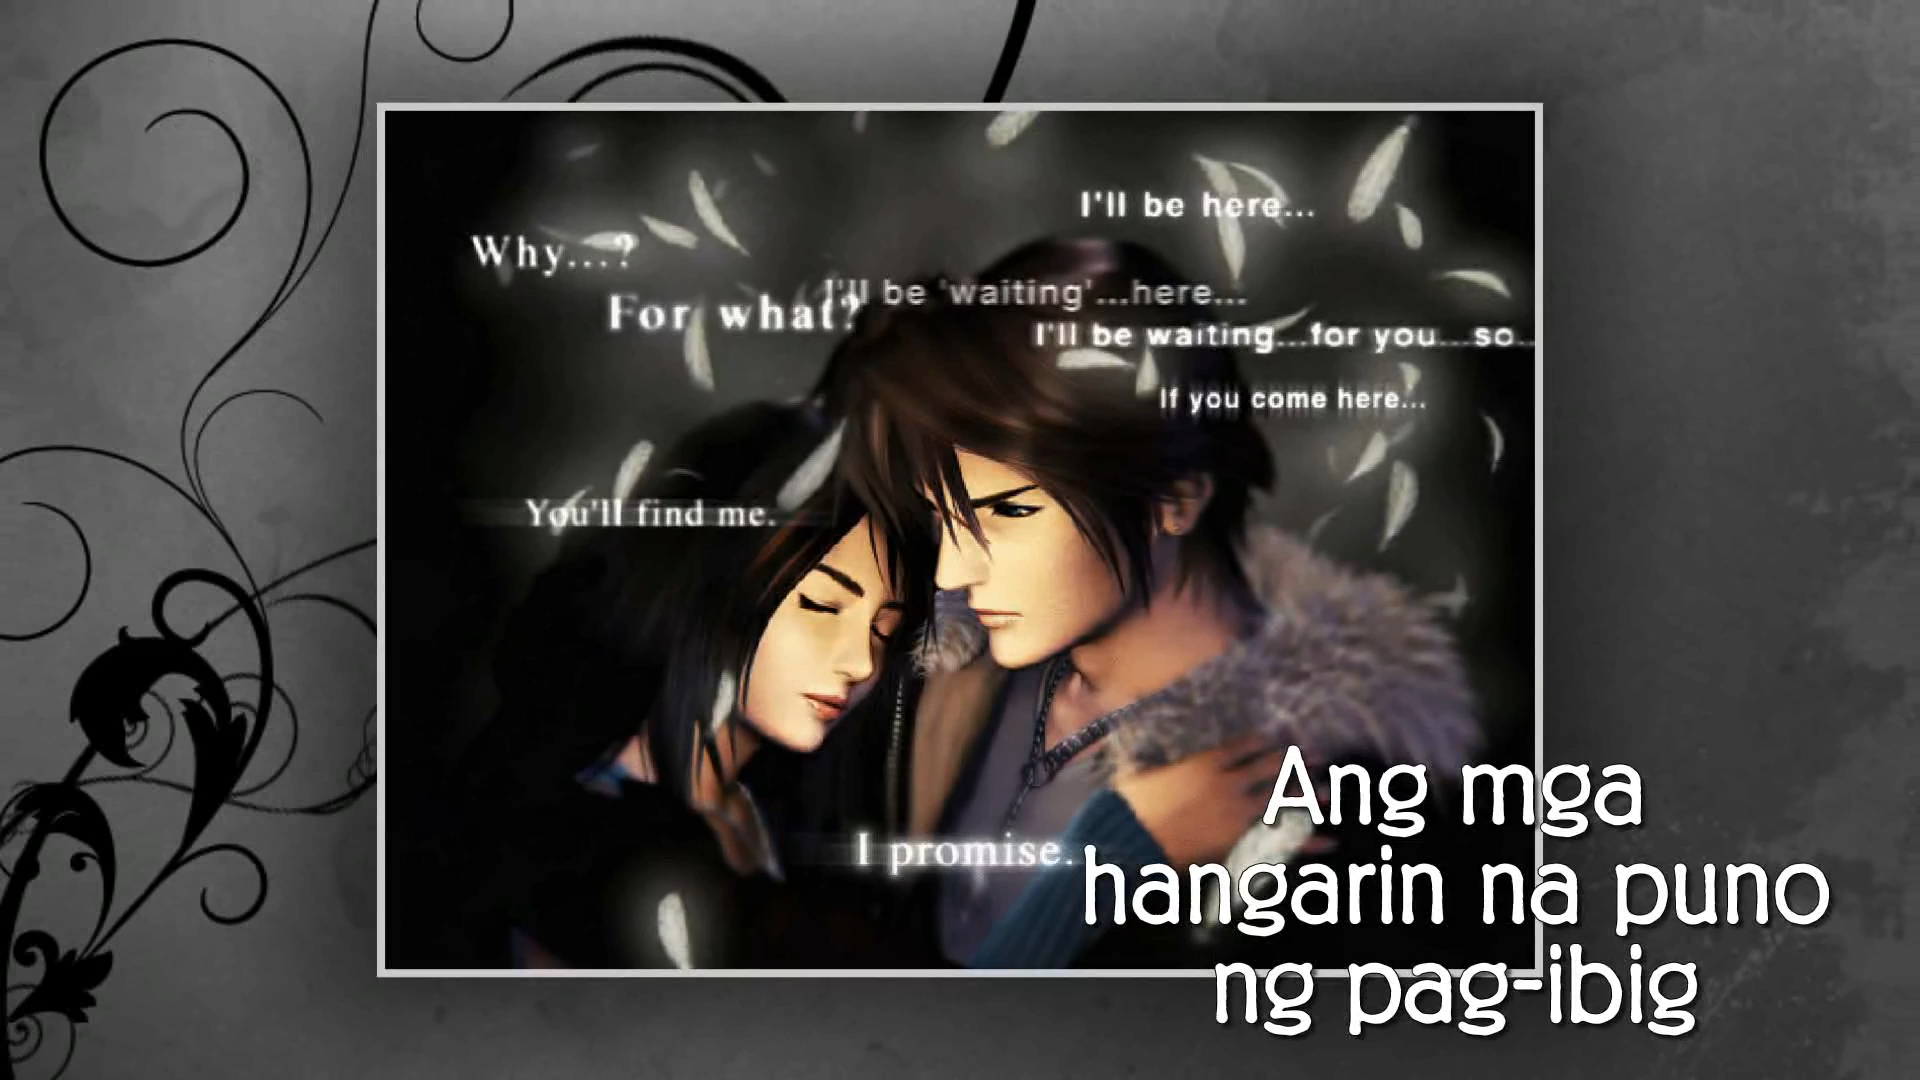 I'll be here...
Why...?
I'll be 'waiting'...here...
For what?
I'll be waiting...for you...so...
If you come here...
You'll find me.
I promise.
Ang mga
hangarin na puno
ng pag-ibig